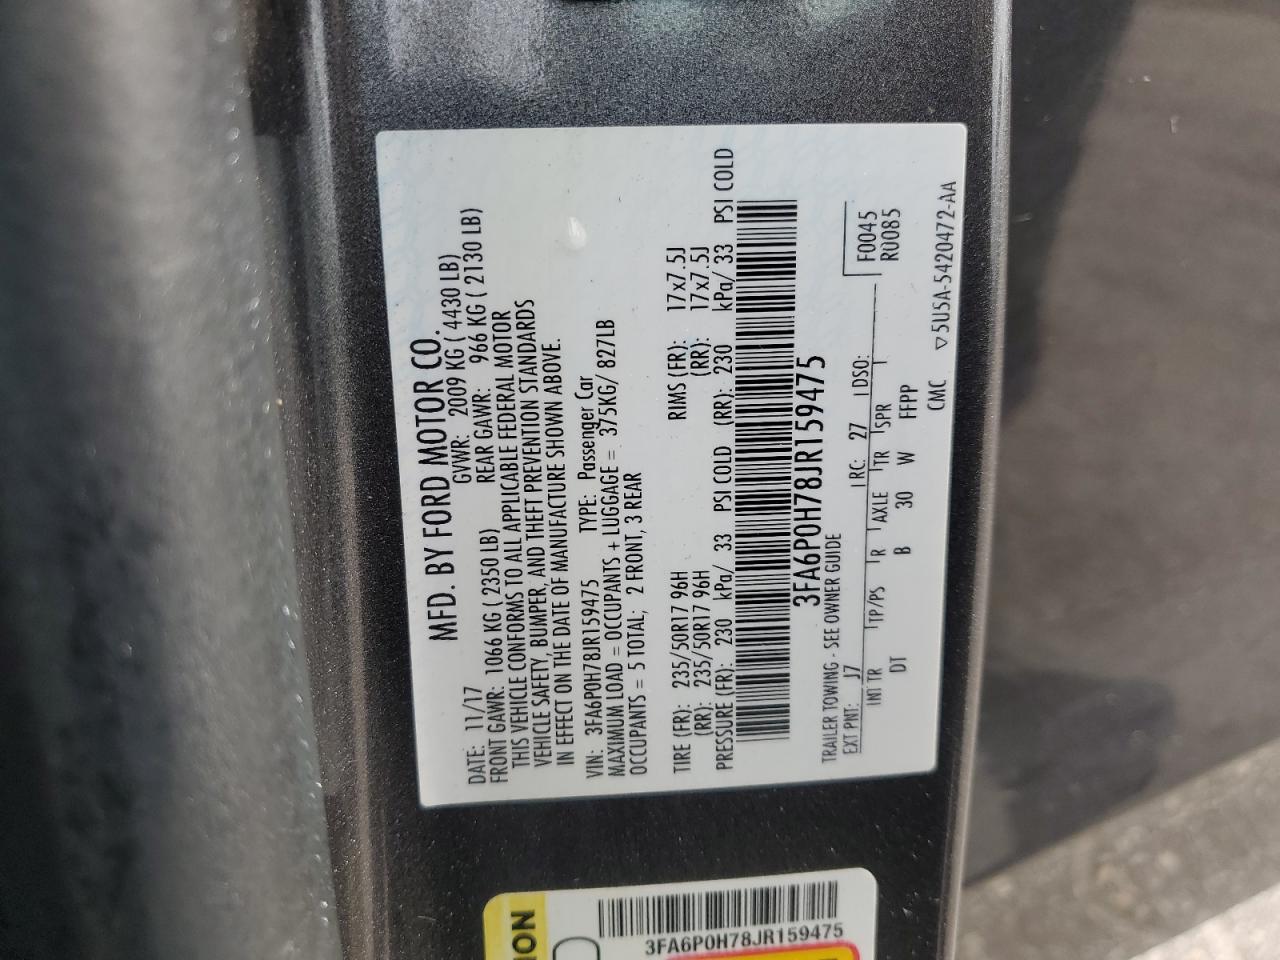 MFD. BY FORD MOTOR CO.
DATE: 11/17 GVWR: 2009 KG ( 4430 LB)
FRONT GAWR: 1066 KG ( 2350 LB) REAR GAWR: 966 KG ( 2130 LB)
THIS VEHICLE CONFORMS TO ALL APPLICABLE FEDERAL MOTOR
VEHICLE SAFETY, BUMPER, AND THEFT PREVENTION STANDARDS
IN EFFECT ON THE DATE OF MANUFACTURE SHOWN ABOVE.
VIN: 3FA6P0H78JR159475 TYPE: Passenger Car
MAXIMUM LOAD = OCCUPANTS + LUGGAGE = 375KG/ 827LB
OCCUPANTS = 5 TOTAL; 2 FRONT, 3 REAR
TIRE (FR): 235/50R17 96H RIMS (FR): 17x7.5J
(RR): 235/50R17 96H (RR): 17x7.5J
PRESSURE (FR): 230 kPa/ 33 PSI COLD (RR): 230 kPa/ 33 PSI COLD
3FA6P0H78JR159475
TRAILER TOWING - SEE OWNER GUIDE F0045
EXT PNT: J7 RC: 27 DSO: R0085
INT TR TP/PS R AXLE TR SPR
DT B 30 W FFPP
CMC ▽5U5A-5420472-AA
3FA6P0H78JR159475